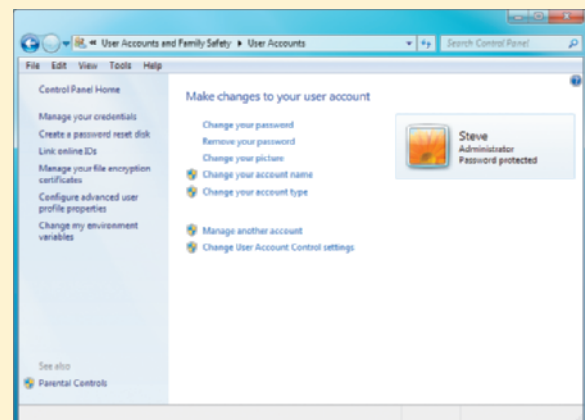 « User Accounts and Family Safety ▸ User Accounts
Search Control Panel
File Edit View Tools Help
Control Panel Home
Manage your credentials
Create a password reset disk
Link online IDs
Manage your file encryption
certificates
Configure advanced user
profile properties
Change my environment
variables
See also
Parental Controls
Make changes to your user account
Change your password
Remove your password
Change your picture
Change your account name
Change your account type
Manage another account
Change User Account Control settings
Steve
Administrator
Password protected